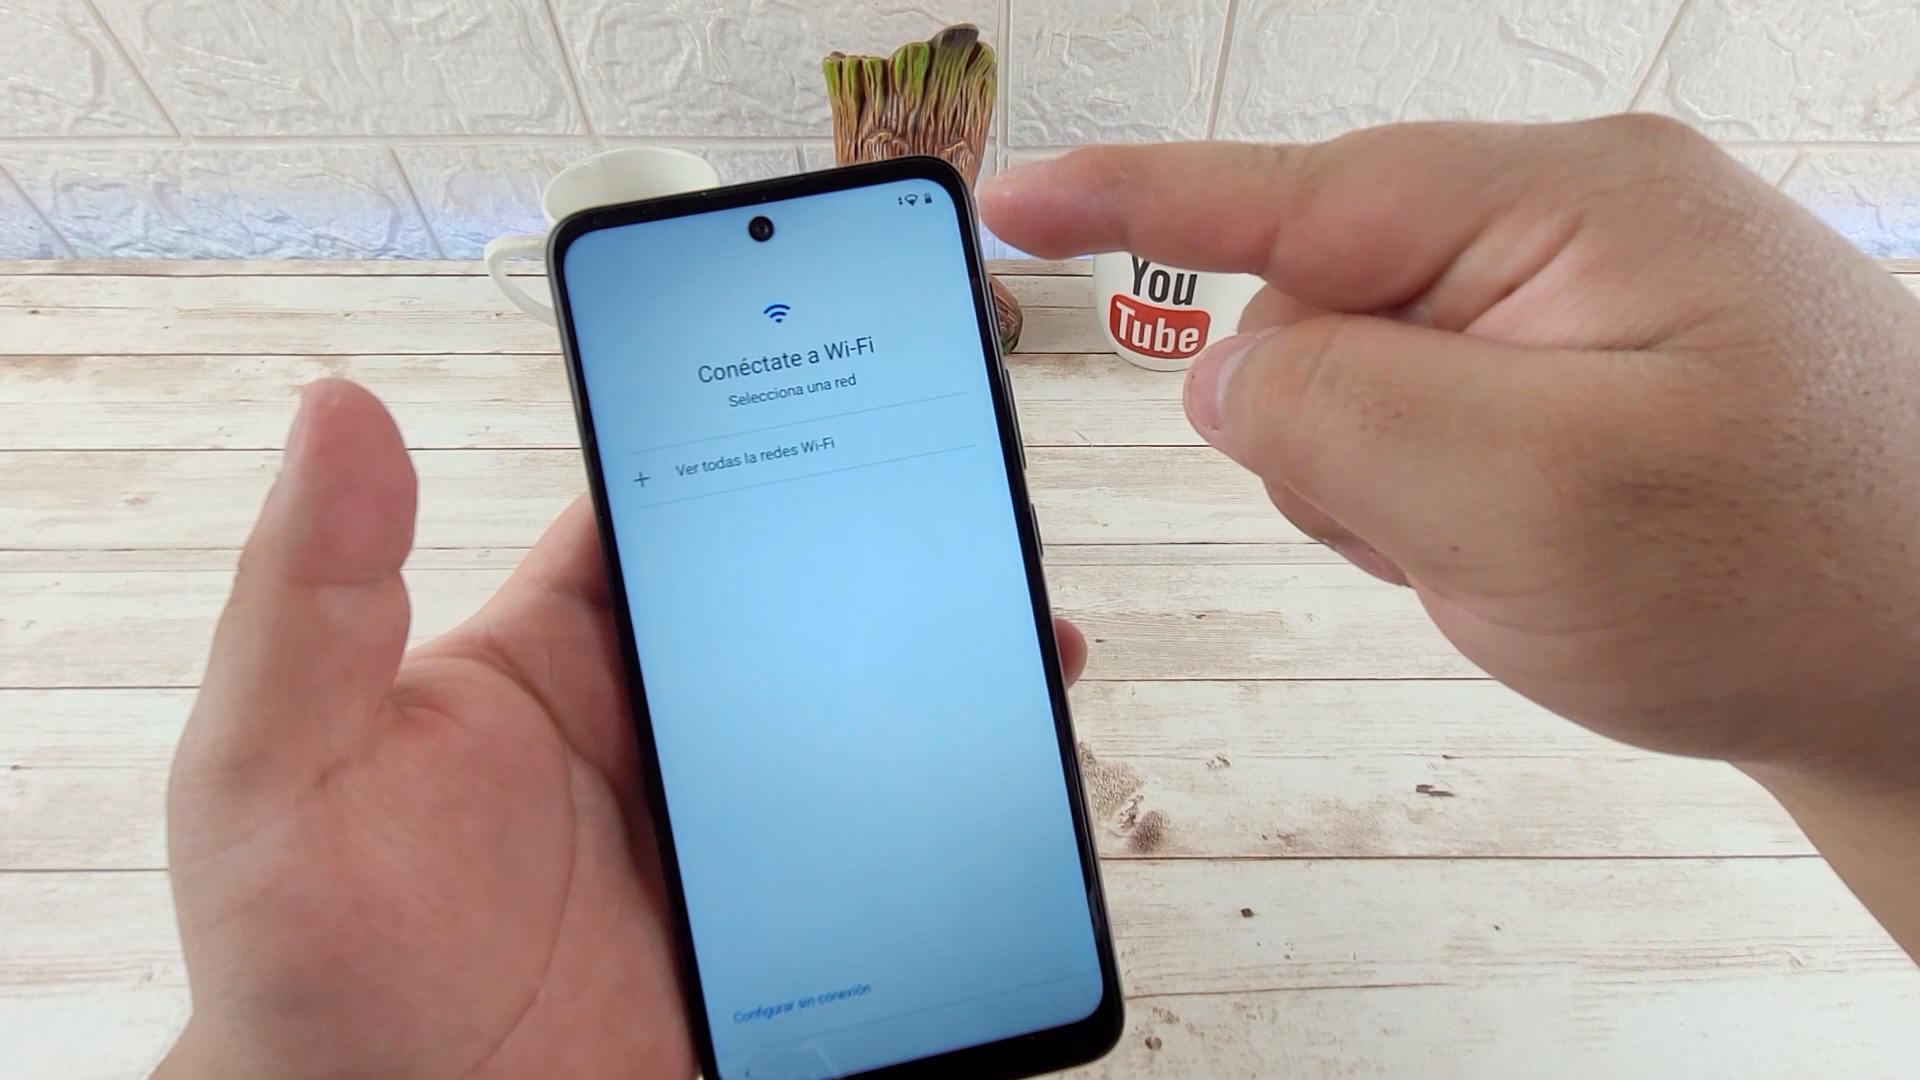 Conéctate a Wi-Fi
Selecciona una red
Ver todas la redes Wi-Fi
Configurar sin conexión
You
Tube